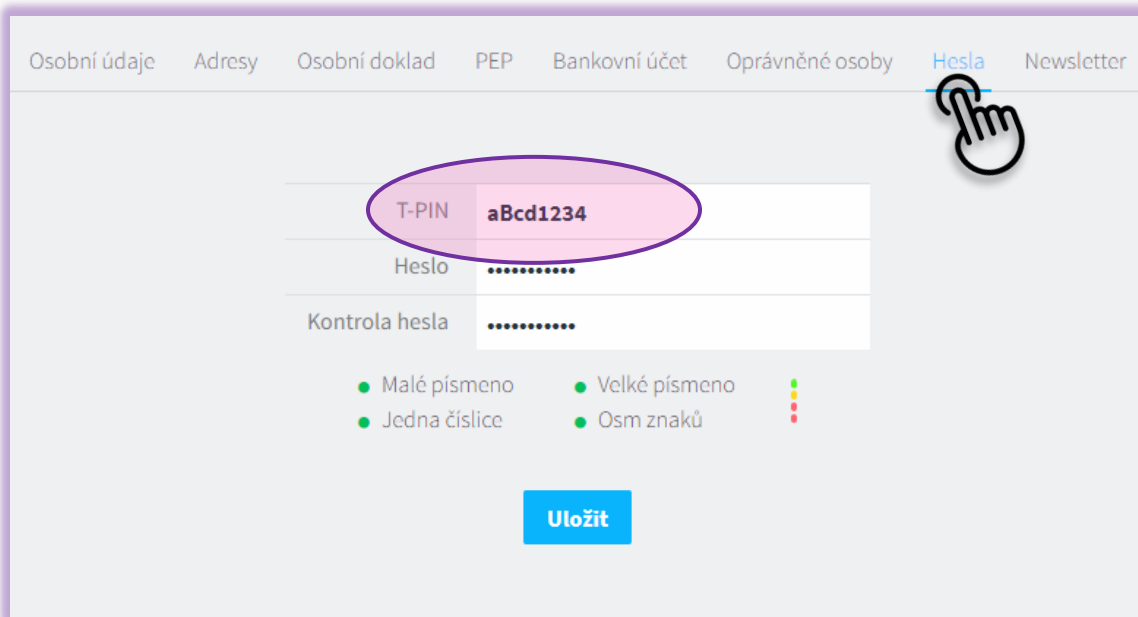 Osobní údaje Adresy Osobní doklad PEP Bankovní účet Oprávněné osoby Hesla Newsletter
T-PIN aBcd1234
Heslo •••••••••••
Kontrola hesla •••••••••••
Malé písmeno Velké písmeno
Jedna číslice Osm znaků
Uložit